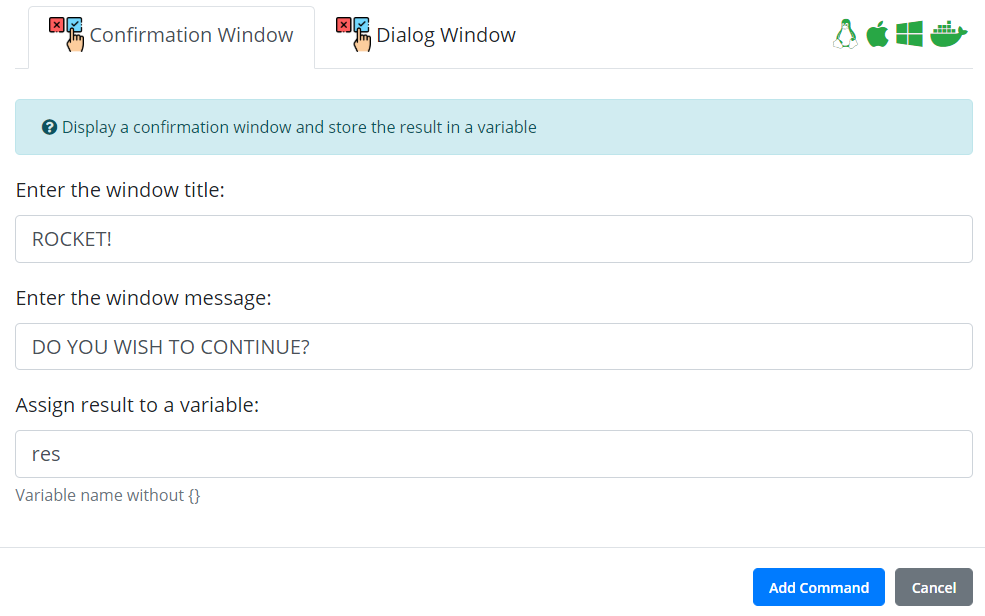 Confirmation Window
Dialog Window
Display a confirmation window and store the result in a variable
Enter the window title:
ROCKET!
Enter the window message:
DO YOU WISH TO CONTINUE?
Assign result to a variable:
res
Variable name without {}
Add Command
Cancel